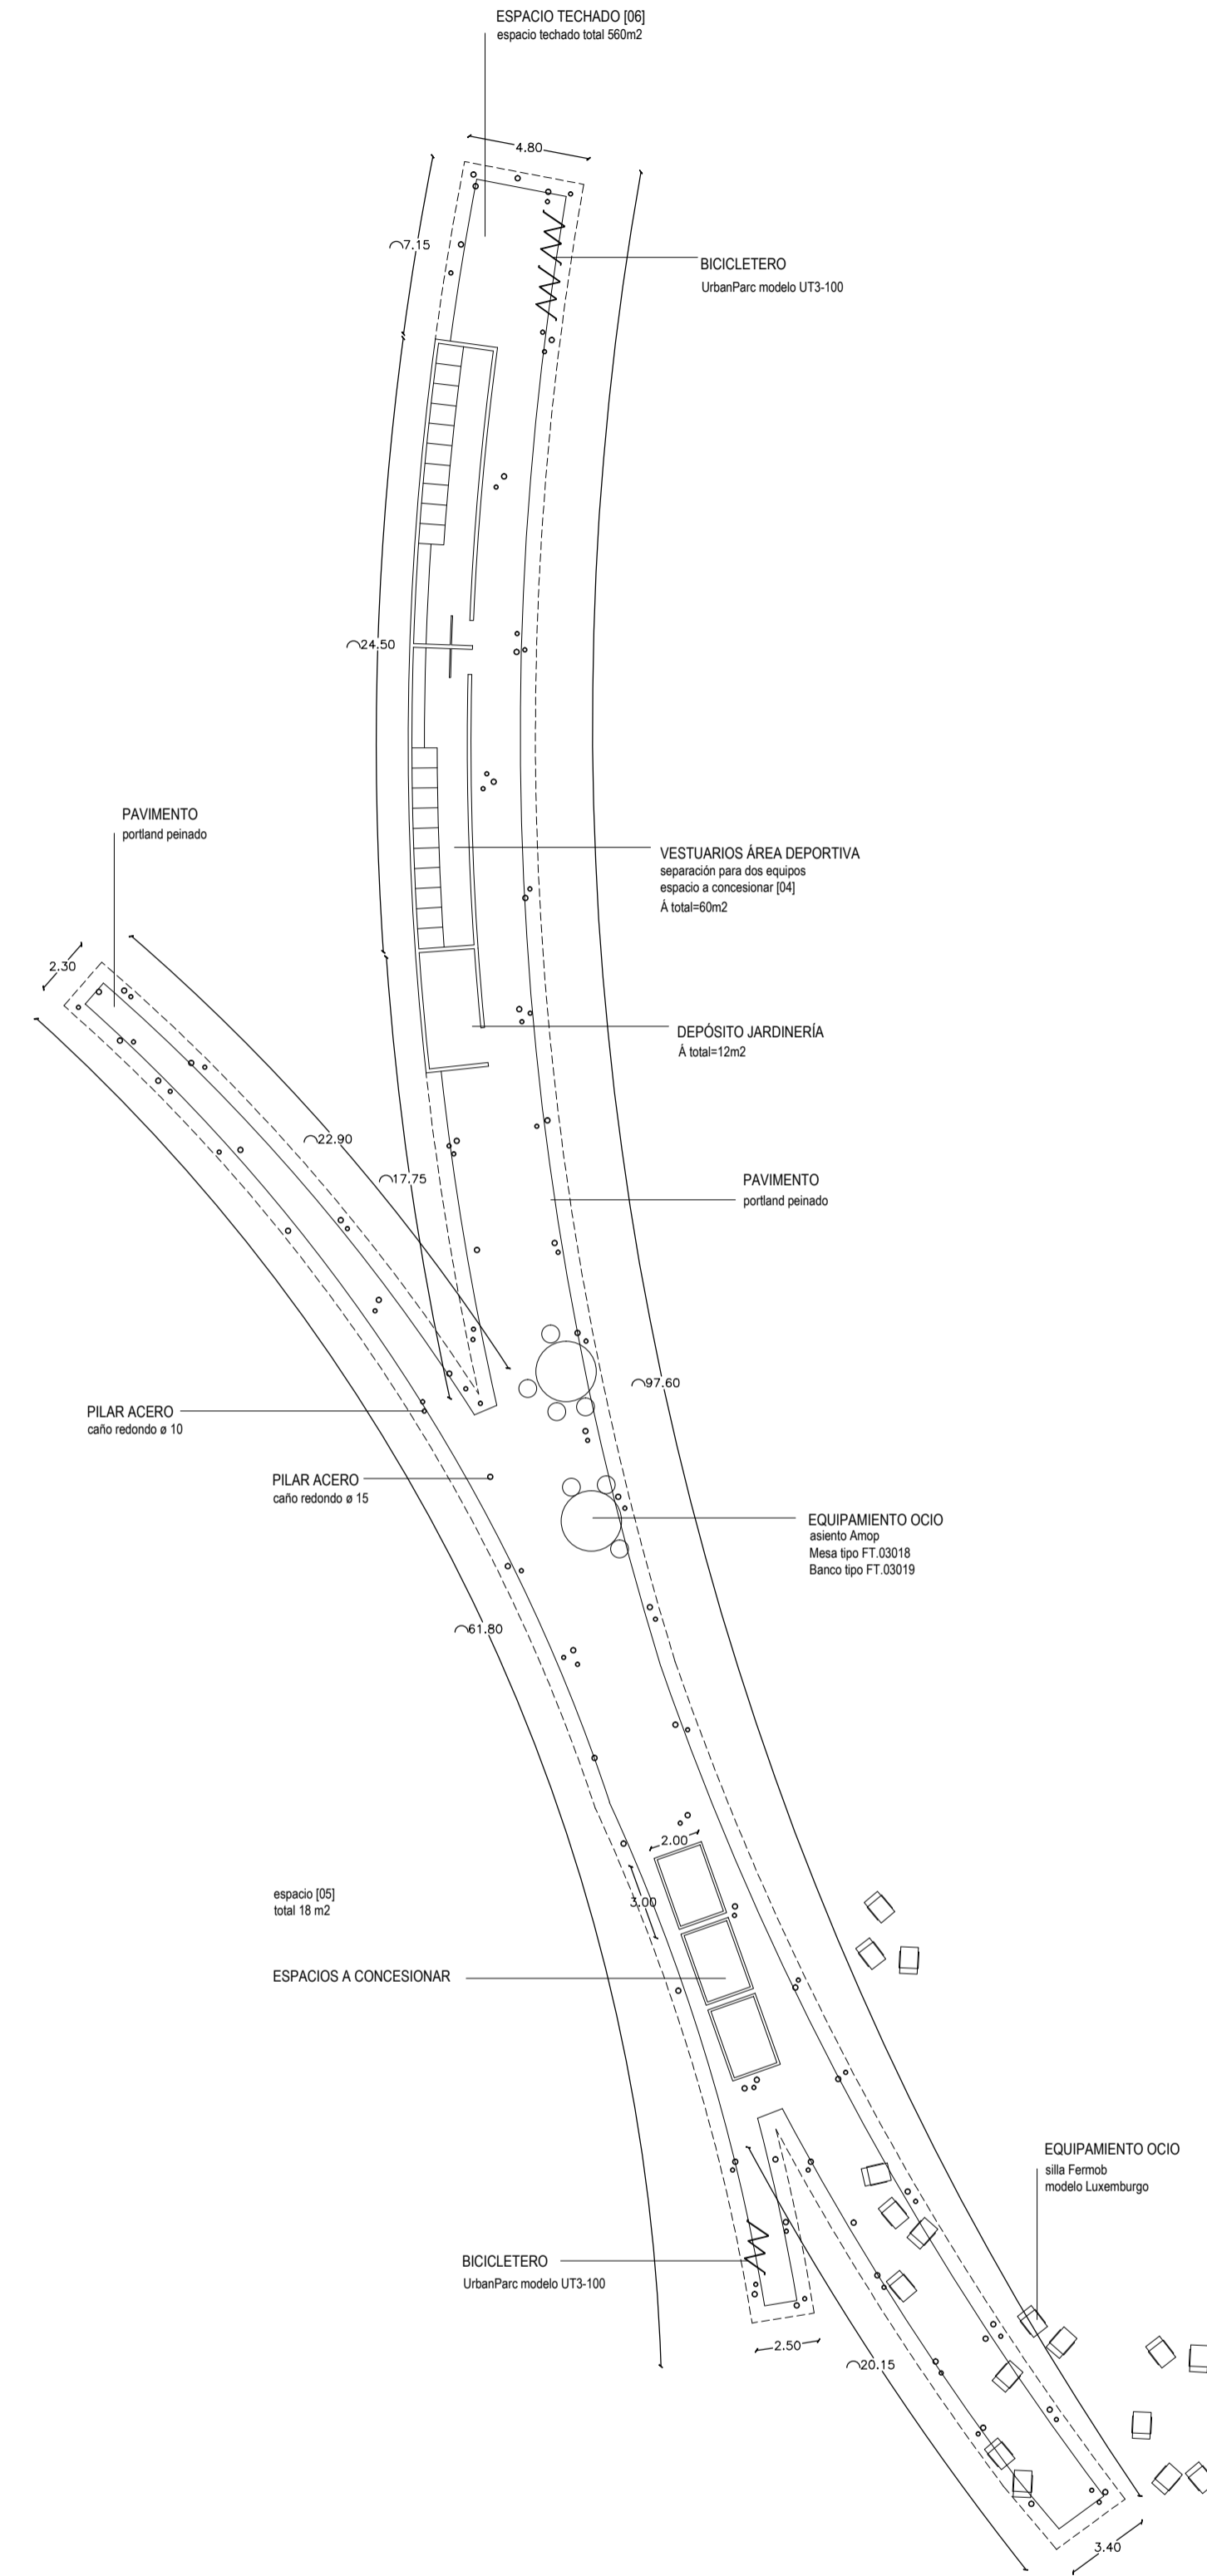 ESPACIO TECHADO [06]
espacio techado total 560m2
4.80
7.15
BICICLETERO
UrbanParc modelo UT3-100
24.50
PAVIMENTO
portland peinado
VESTUARIOS ÁREA DEPORTIVA
separación para dos equipos
espacio a concesionar [04]
Á total=60m2
2.30
DEPÓSITO JARDINERÍA
Á total=12m2
22.90
17.75
PAVIMENTO
portland peinado
97.60
PILAR ACERO
caño redondo ø 10
PILAR ACERO
caño redondo ø 15
EQUIPAMIENTO OCIO
asiento Amop
Mesa tipo FT.03018
Banco tipo FT.03019
61.80
2.00
3.00
espacio [05]
total 18 m2
ESPACIOS A CONCESIONAR
EQUIPAMIENTO OCIO
silla Fermob
modelo Luxemburgo
BICICLETERO
UrbanParc modelo UT3-100
2.50
20.15
3.40